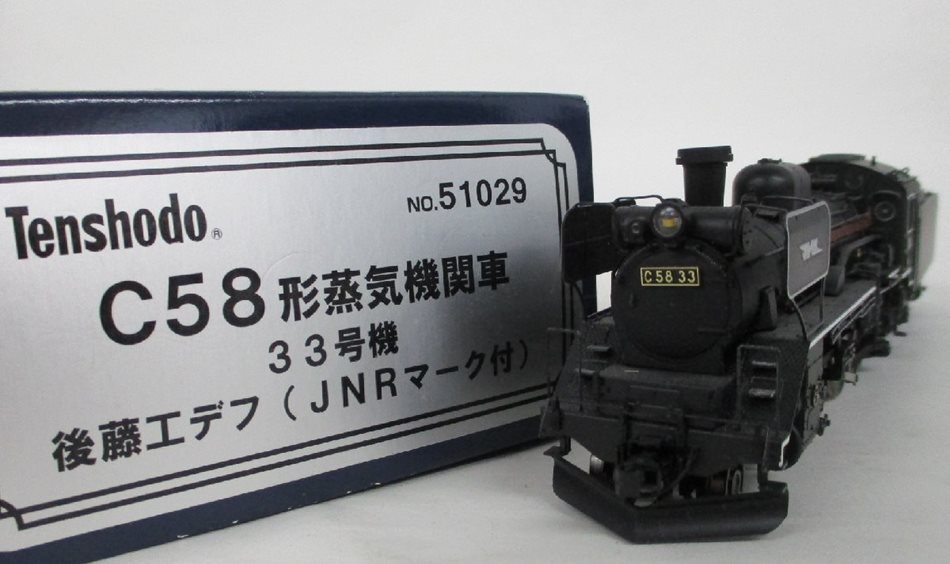 Tenshodo®
NO.51029
C58形蒸気機関車
33号機
後藤工デフ(JNRマーク付)
C58 33